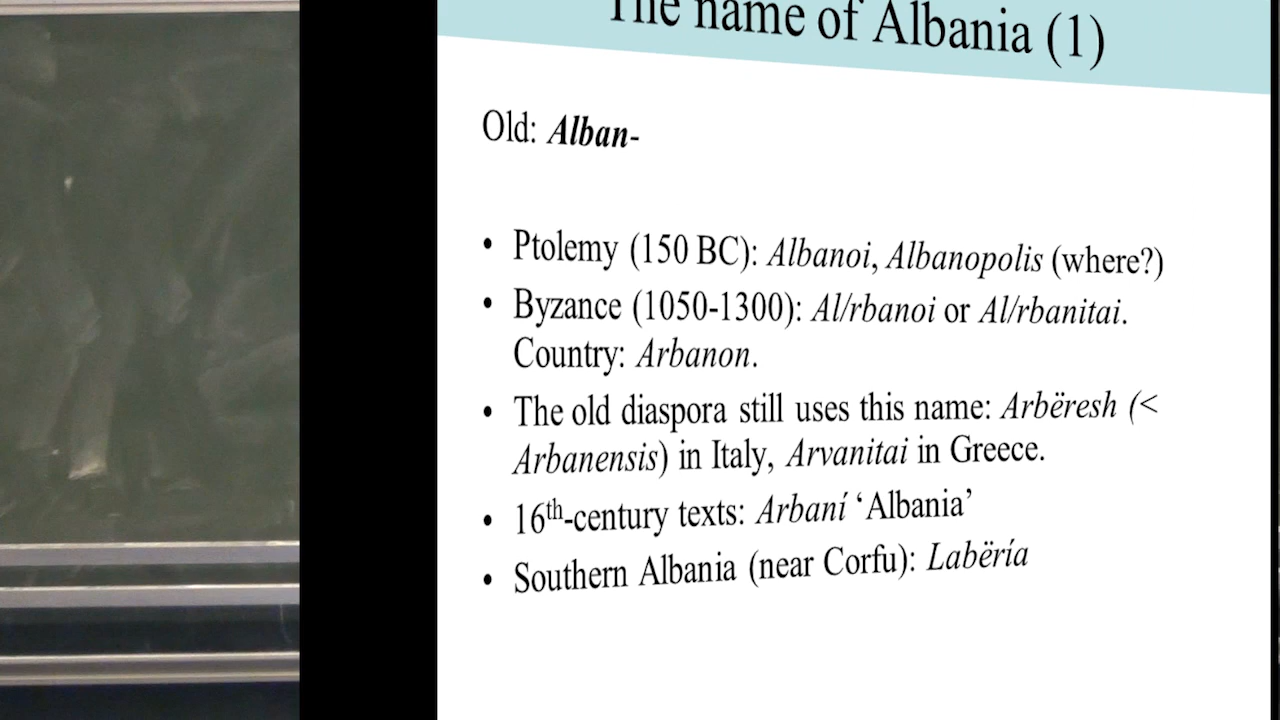 The name of Albania (1)
Old: Alban-
• Ptolemy (150 BC): Albanoi, Albanopolis (where?)
• Byzance (1050-1300): Al/rbanoi or Al/rbanitai.
Country: Arbanon.
• The old diaspora still uses this name: Arbëresh (<
Arbanensis) in Italy, Arvanitai in Greece.
• 16th-century texts: Arbaní ‘Albania’
• Southern Albania (near Corfu): Labëría